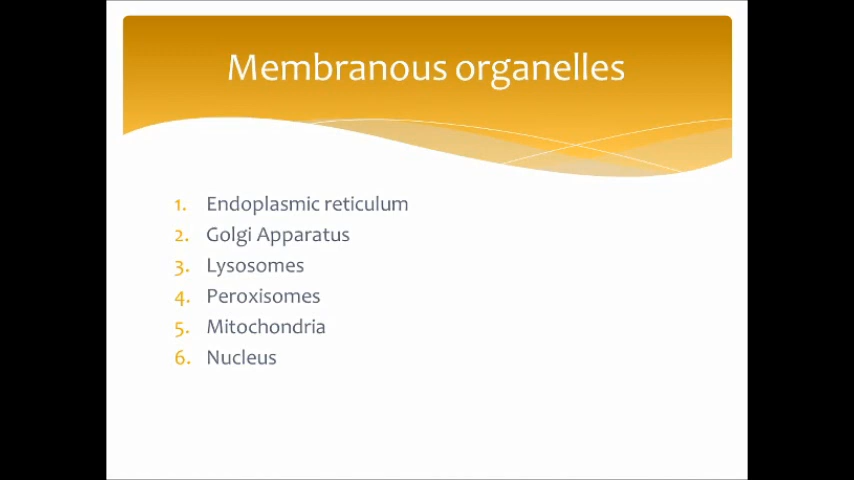 Membranous organelles
1. Endoplasmic reticulum
2. Golgi Apparatus
3. Lysosomes
4. Peroxisomes
5. Mitochondria
6. Nucleus